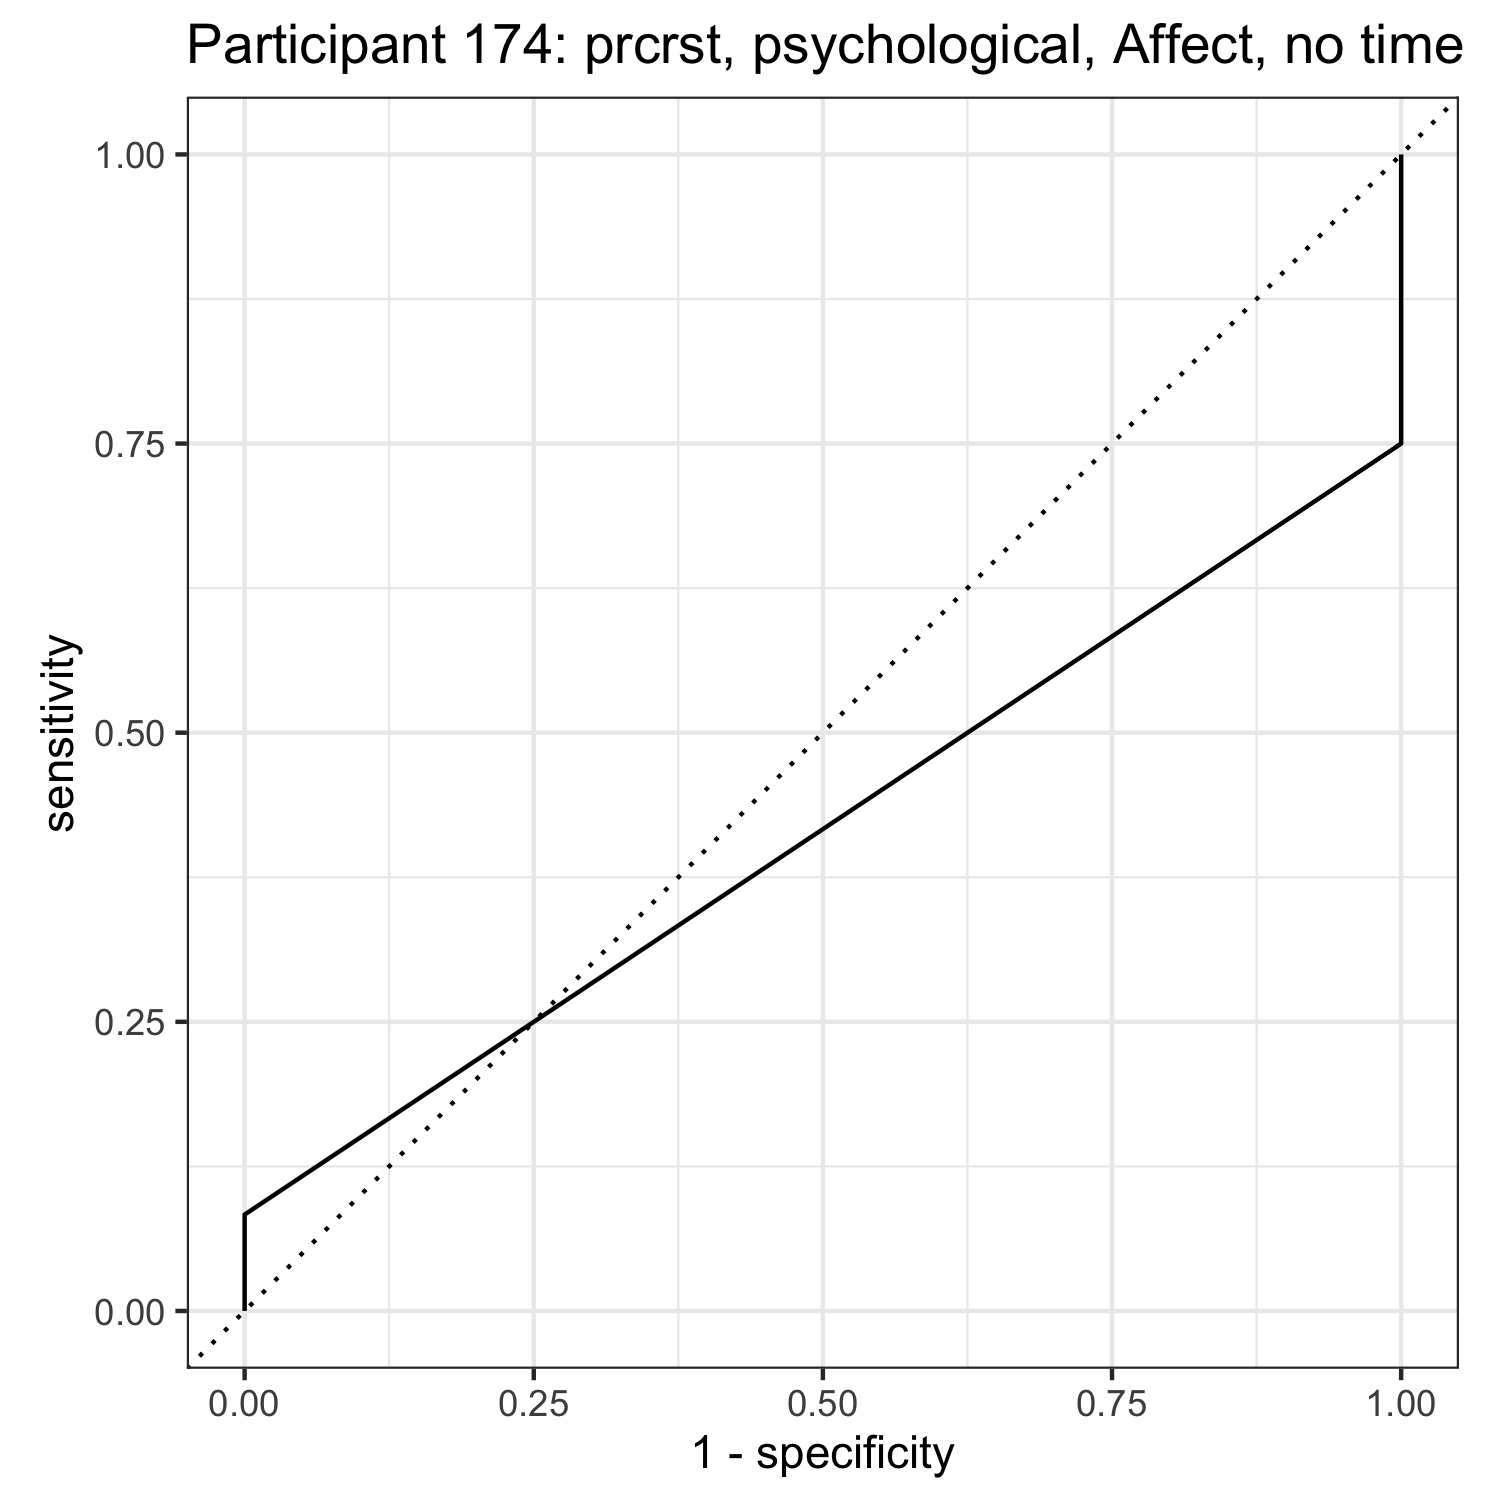 Participant 174: prcrst, psychological, Affect, no time
1.00
0.75
0.50
0.25
0.00
sensitivity
0.00 0.25 0.50 0.75 1.00
1 - specificity